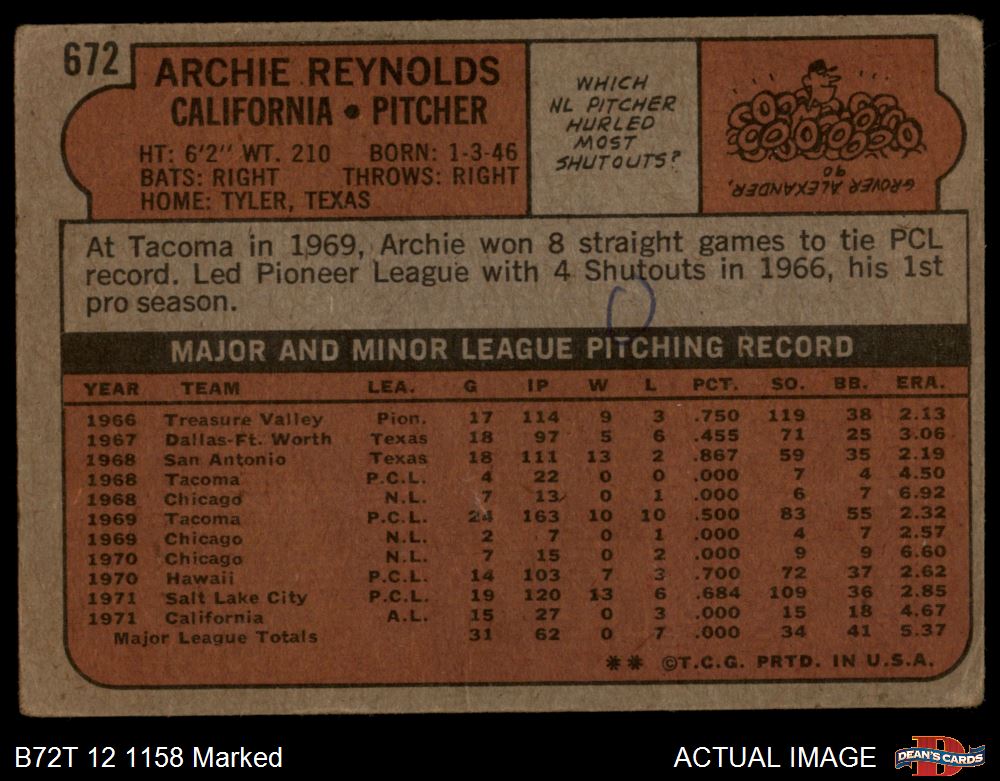 672
ARCHIE REYNOLDS
CALIFORNIA • PITCHER
HT: 6'2" WT. 210 BORN: 1-3-46
BATS: RIGHT THROWS: RIGHT
HOME: TYLER, TEXAS
WHICH
NL PITCHER
HURLED
MOST
SHUTOUTS?
GROVER ALEXANDER,
90
At Tacoma in 1969, Archie won 8 straight games to tie PCL
record. Led Pioneer League with 4 Shutouts in 1966, his 1st
pro season.
MAJOR AND MINOR LEAGUE PITCHING RECORD
YEAR TEAM LEA. G IP W L PCT. SO. BB. ERA.
1966 Treasure Valley Pion. 17 114 9 3 .750 119 38 2.13
1967 Dallas-Ft. Worth Texas 18 97 5 6 .455 71 25 3.06
1968 San Antonio Texas 18 111 13 2 .867 59 35 2.19
1968 Tacoma P.C.L. 4 22 0 0 .000 7 4 4.50
1968 Chicago N.L. 7 13 0 1 .000 6 7 6.92
1969 Tacoma P.C.L. 24 163 10 10 .500 83 55 2.32
1969 Chicago N.L. 2 7 0 1 .000 4 7 2.57
1970 Chicago N.L. 7 15 0 2 .000 9 9 6.60
1970 Hawaii P.C.L. 14 103 7 3 .700 72 37 2.62
1971 Salt Lake City P.C.L. 19 120 13 6 .684 109 36 2.85
1971 California A.L. 15 27 0 3 .000 15 18 4.67
Major League Totals 31 62 0 7 .000 34 41 5.37
** ©T.C.G. PRTD. IN U.S.A.
B72T 12 1158 Marked
ACTUAL IMAGE
DEAN'S CARDS